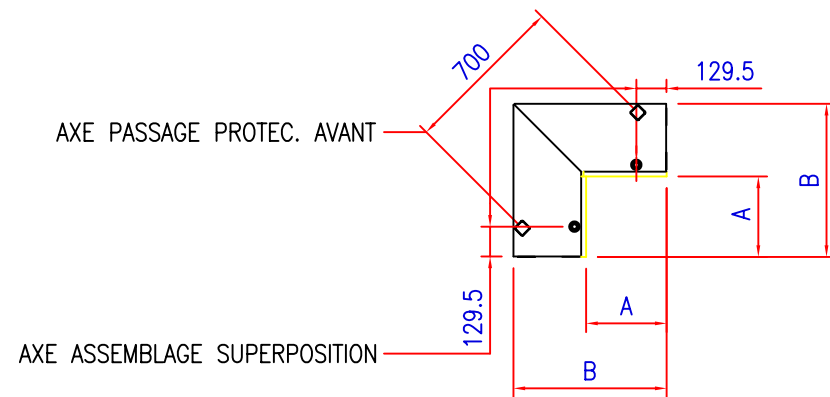 700
129.5
AXE PASSAGE PROTEC. AVANT
B
A
129.5
A
AXE ASSEMBLAGE SUPERPOSITION
B